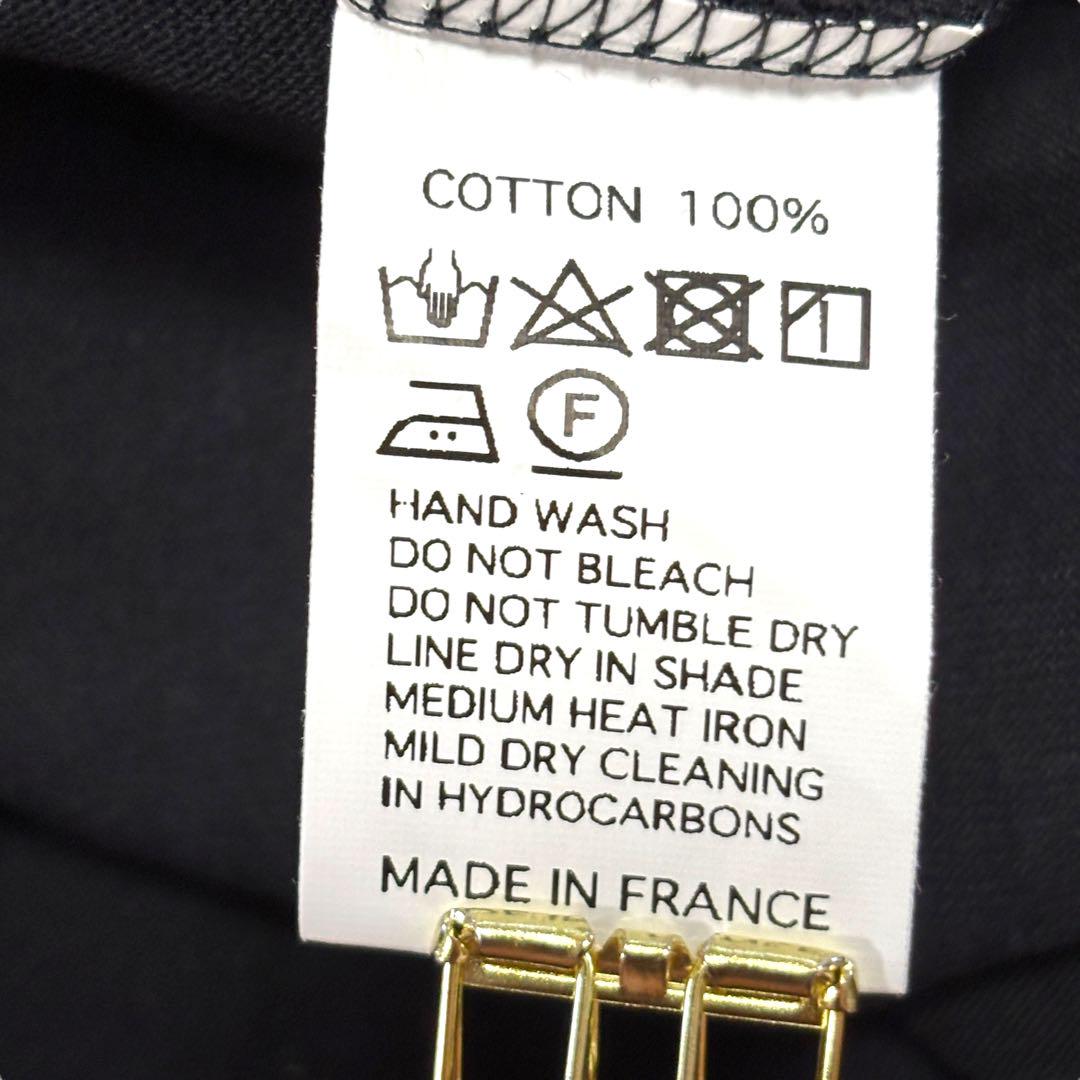 COTTON 100%
F
HAND WASH
DO NOT BLEACH
DO NOT TUMBLE DRY
LINE DRY IN SHADE
MEDIUM HEAT IRON
MILD DRY CLEANING
IN HYDROCARBONS
MADE IN FRANCE